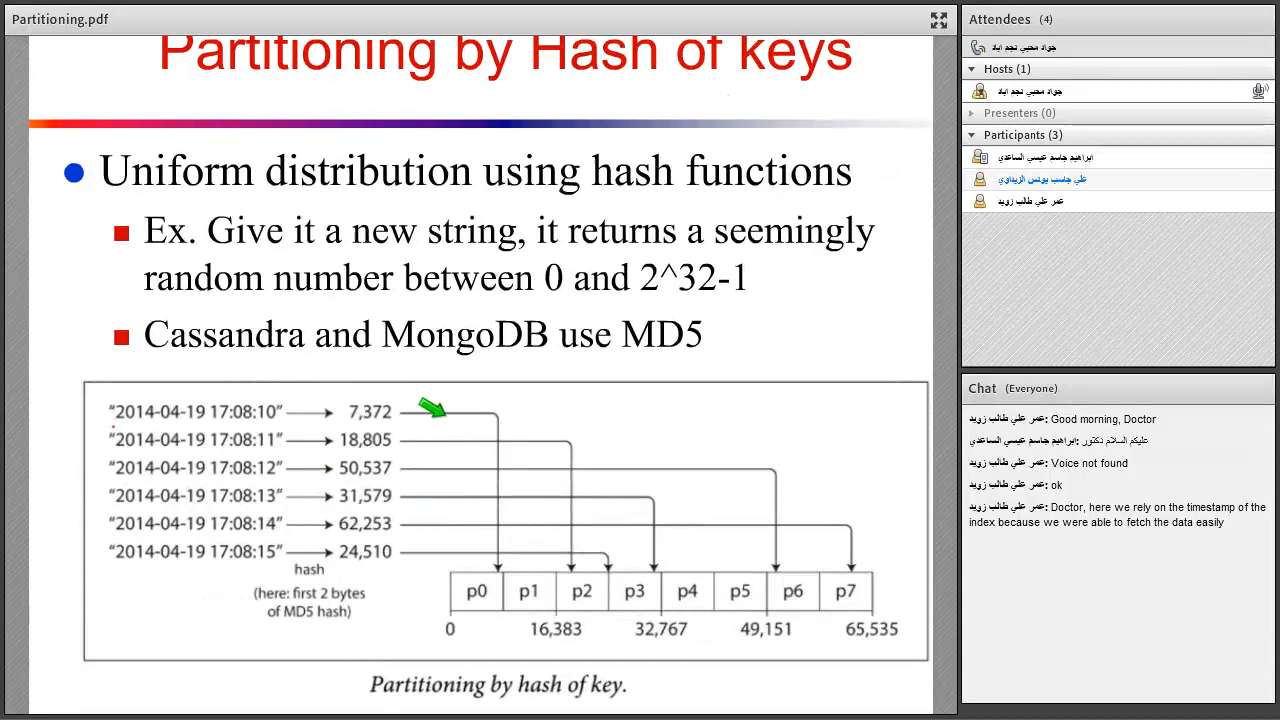 Partitioning.pdf
Partitioning by Hash of keys
Uniform distribution using hash functions
Ex. Give it a new string, it returns a seemingly
random number between 0 and 2^32-1
Cassandra and MongoDB use MD5
“2014-04-19 17:08:10” 7,372
“2014-04-19 17:08:11” 18,805
“2014-04-19 17:08:12” 50,537
“2014-04-19 17:08:13” 31,579
“2014-04-19 17:08:14” 62,253
“2014-04-19 17:08:15” 24,510
hash
(here: first 2 bytes
of MD5 hash)
p0 p1 p2 p3 p4 p5 p6 p7
0 16,383 32,767 49,151 65,535
Partitioning by hash of key.
Attendees (4)
جواد محبي نجم اباد
Hosts (1)
جواد محبي نجم اباد
Presenters (0)
Participants (3)
ابراهيم جاسم عيسي الساعدي
علي جاسب يونس الزيداوي
عمر علي طالب زويد
Chat (Everyone)
عمر علي طالب زويد: Good morning, Doctor
ابراهيم جاسم عيسي الساعدي: عليكم السلام دكتور
عمر علي طالب زويد: Voice not found
عمر علي طالب زويد: ok
عمر علي طالب زويد: Doctor, here we rely on the timestamp of the
index because we were able to fetch the data easily